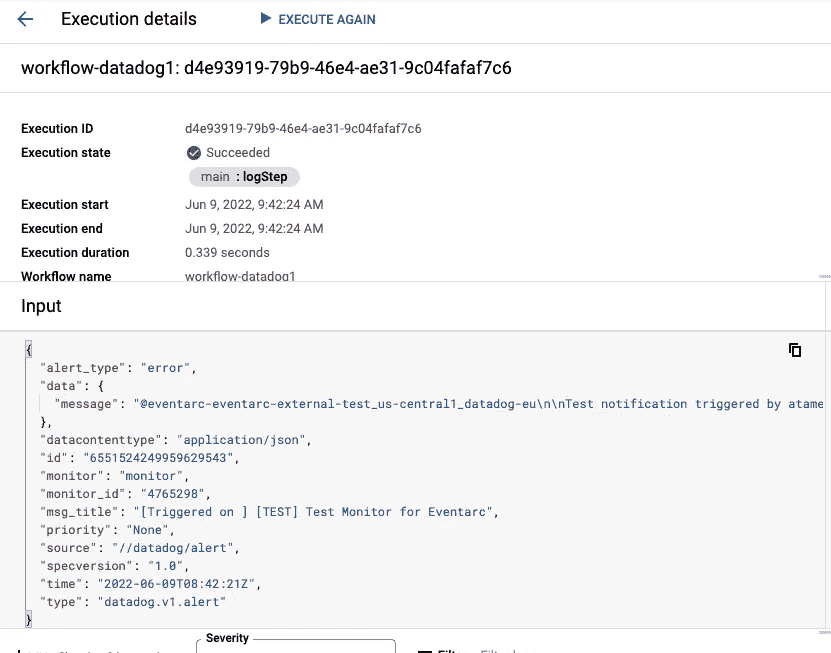 Execution details
EXECUTE AGAIN
workflow-datadog1: d4e93919-79b9-46e4-ae31-9c04fafaf7c6
Execution ID d4e93919-79b9-46e4-ae31-9c04fafaf7c6
Execution state Succeeded
main : logStep
Execution start Jun 9, 2022, 9:42:24 AM
Execution end Jun 9, 2022, 9:42:24 AM
Execution duration 0.339 seconds
Workflow name workflow-datadog1
Input
{
"alert_type": "error",
"data": {
"message": "@eventarc-eventarc-external-test_us-central1_datadog-eu\n\nTest notification triggered by atame
},
"datacontenttype": "application/json",
"id": "6551524249959629543",
"monitor": "monitor",
"monitor_id": "4765298",
"msg_title": "[Triggered on ] [TEST] Test Monitor for Eventarc",
"priority": "None",
"source": "//datadog/alert",
"specversion": "1.0",
"time": "2022-06-09T08:42:21Z",
"type": "datadog.v1.alert"
}
Severity